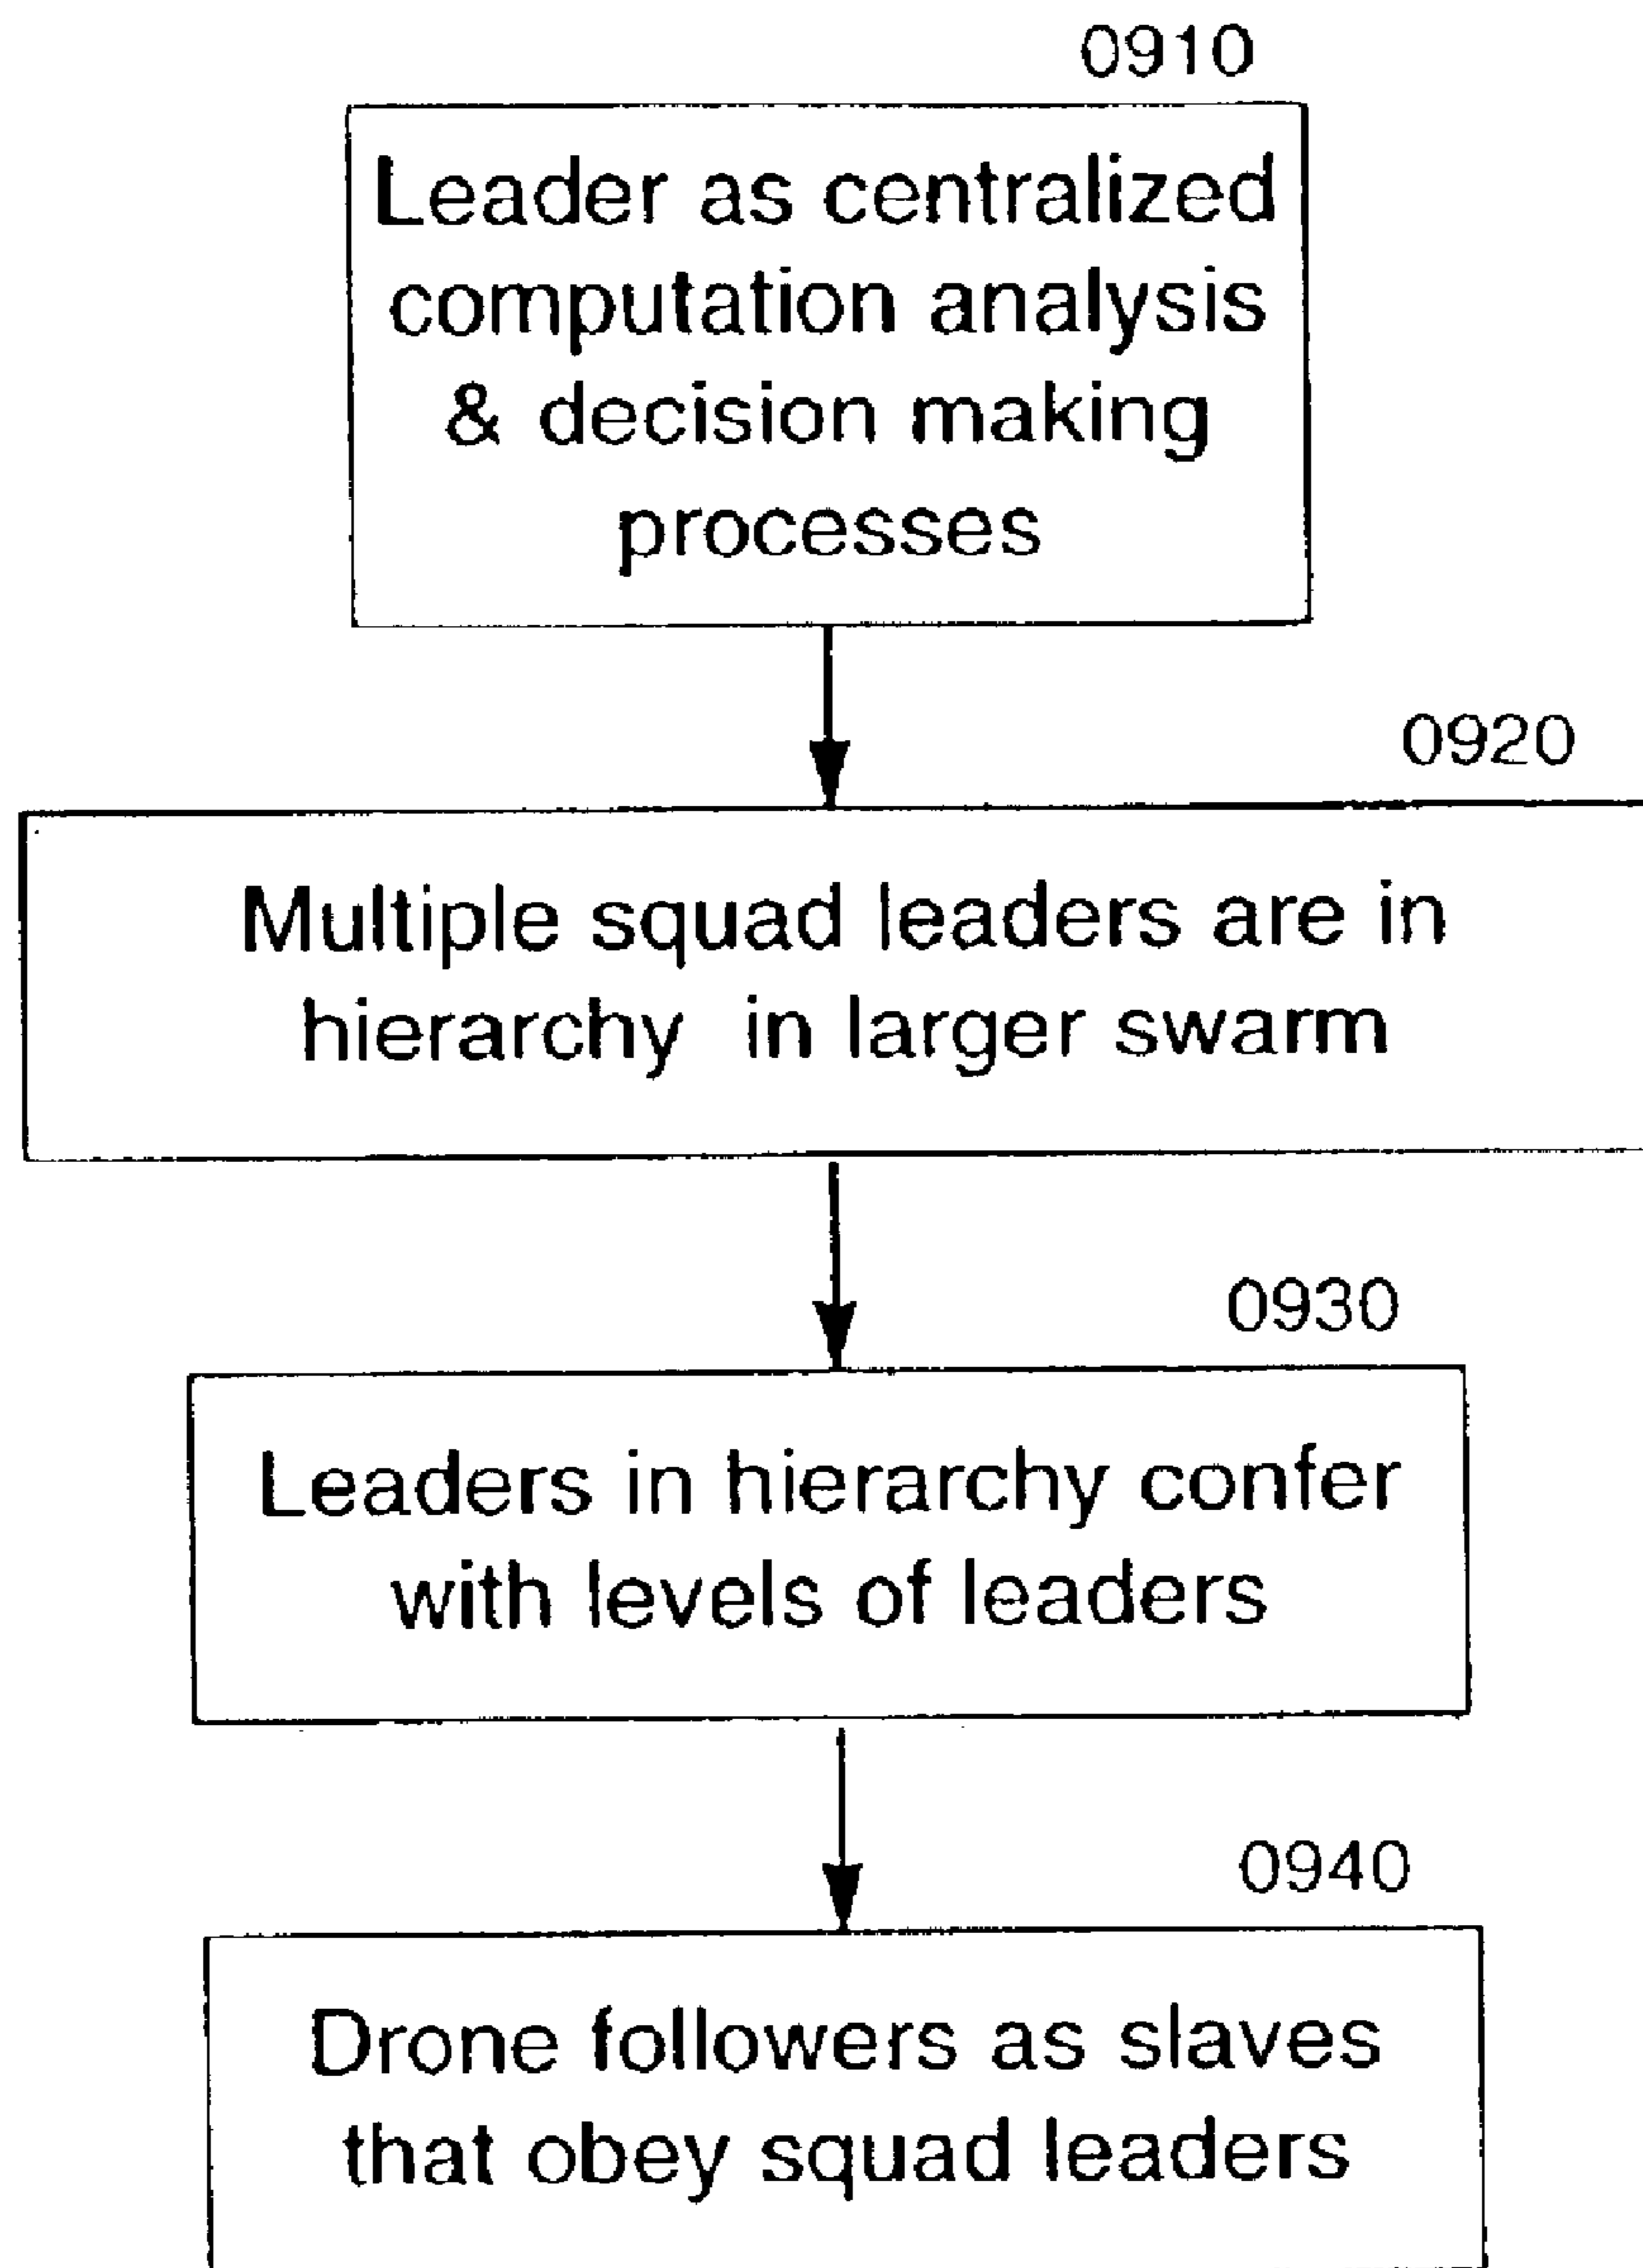 0910
Leader as centralized
computation analysis
& decision making
processes
0920
Multiple squad leaders are in
hierarchy in larger swarm
0930
Leaders in hierarchy confer
with levels of leaders
0940
Drone followers as slaves
that obey squad leaders